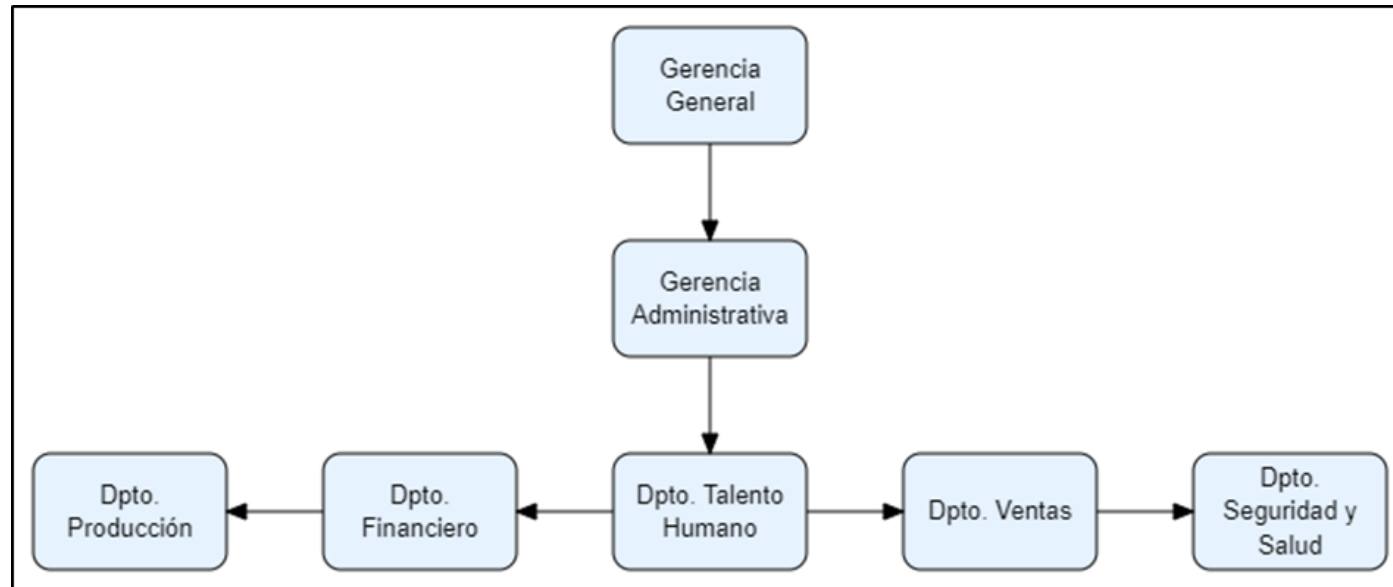 Gerencia
General
Gerencia
Administrativa
Dpto.
Producción
Dpto.
Financiero
Dpto. Talento
Humano
Dpto. Ventas
Dpto.
Seguridad y
Salud